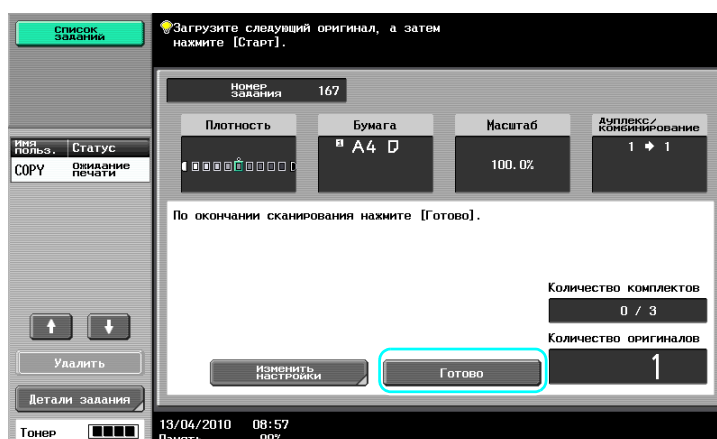 Список
заданий
Загрузите следующий оригинал, а затем
нажмите [Старт].
Номер
задания
167
Плотность
Бумага
Масштаб
Дуплекс/
Комбинирование
A4
100.0%
1 → 1
Имя
польз.
Статус
COPY
Ожидание
печати
По окончании сканирования нажмите [Готово].
Количество комплектов
0 / 3
Количество оригиналов
1
Изменить
настройки
Готово
Удалить
Детали задания
Тонер
13/04/2010 08:57
Память 99%